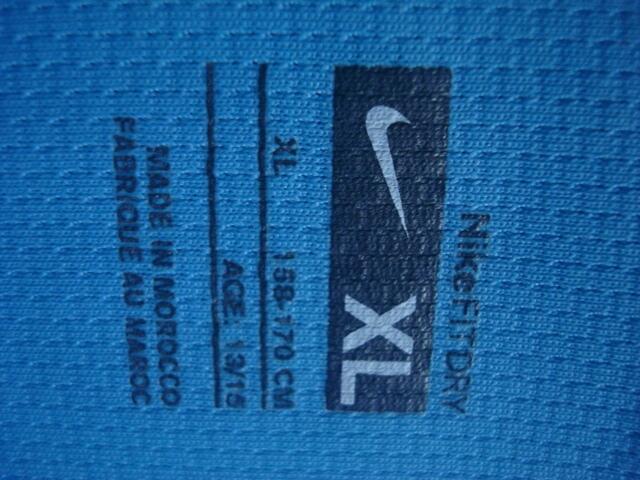 Nike FIT DRY
XL
XL 158-170 CM
AGE: 13/15
MADE IN MOROCCO
FABRIQUE AU MAROC